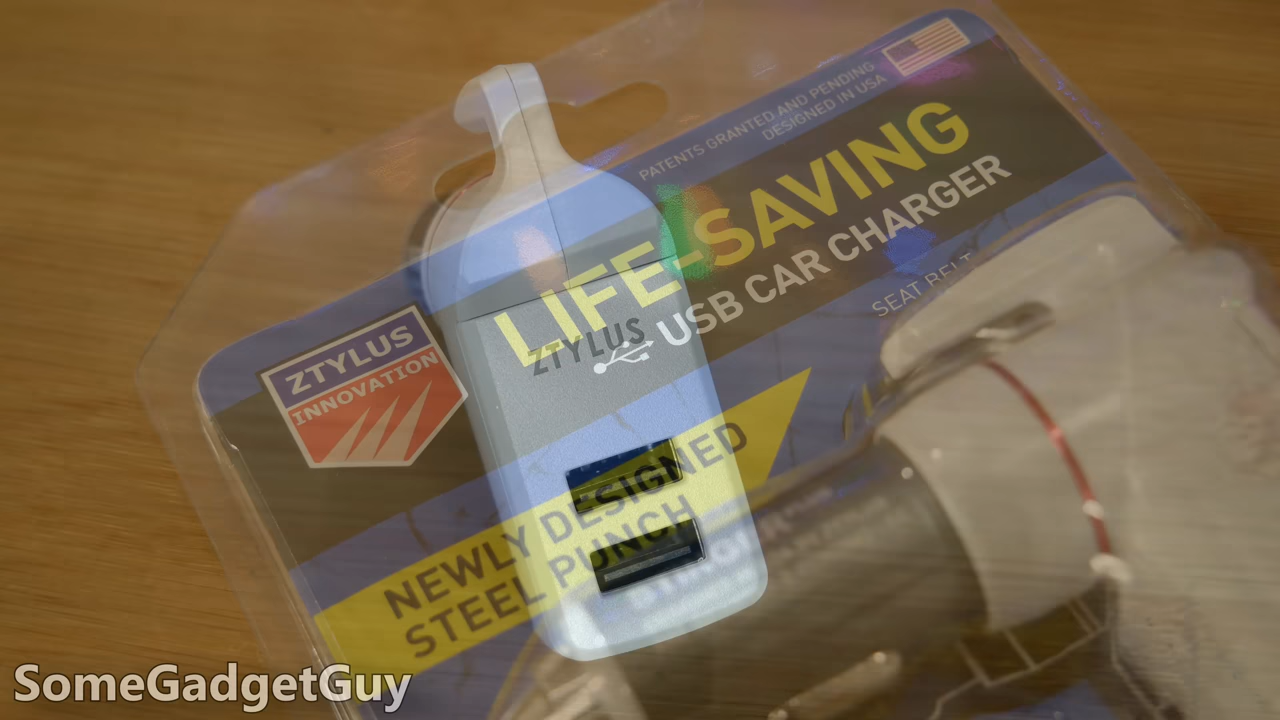 PATENTS GRANTED AND PENDING
DESIGNED IN USA
LIFE-SAVING
USB CAR CHARGER
SEAT BELT
ZTYLUS
INNOVATION
ZTYLUS
NEWLY DESIGNED
STEEL PUNCH
SomeGadgetGuy